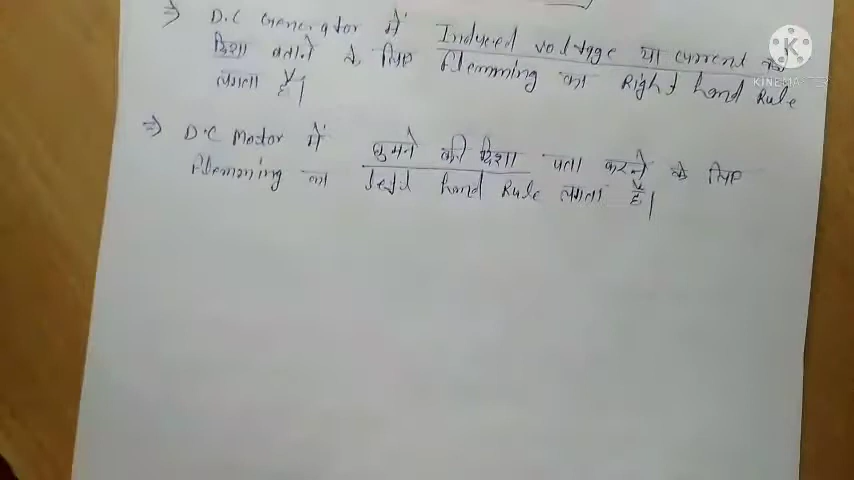 ⇒ D.C Generator में Induced voltage या current की
दिशा बताने के लिए Flemming का Right hand Rule
लगता है|
⇒ D.C Motor में घुमने की दिशा पता करने के लिए
Flemming का left hand Rule लगता है|
K
KINEMASTER